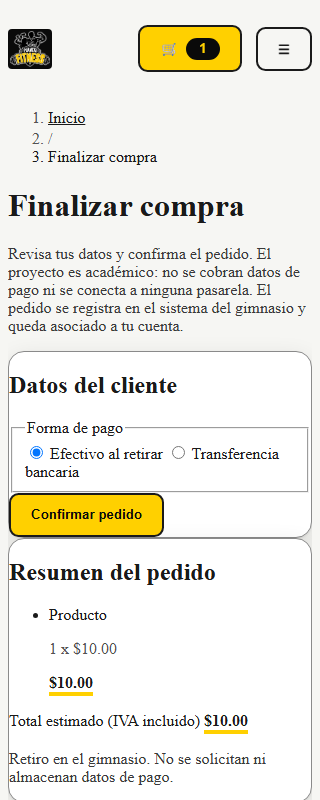 FITNESS
🛒 1 ☰
1. Inicio
2. /
3. Finalizar compra
Finalizar compra
Revisa tus datos y confirma el pedido. El
proyecto es académico: no se cobran datos de
pago ni se conecta a ninguna pasarela. El
pedido se registra en el sistema del gimnasio y
queda asociado a tu cuenta.
Datos del cliente
Forma de pago
Efectivo al retirar Transferencia
bancaria
Confirmar pedido
Resumen del pedido
• Producto
1 x $10.00
$10.00
Total estimado (IVA incluido) $10.00
Retiro en el gimnasio. No se solicitan ni
almacenan datos de pago.